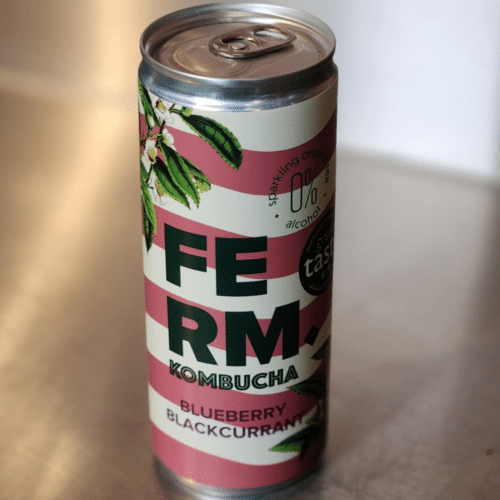 sparkling
0%
alcohol
FE
RM.
KOMBUCHA
BLUEBERRY
BLACKCURRANT